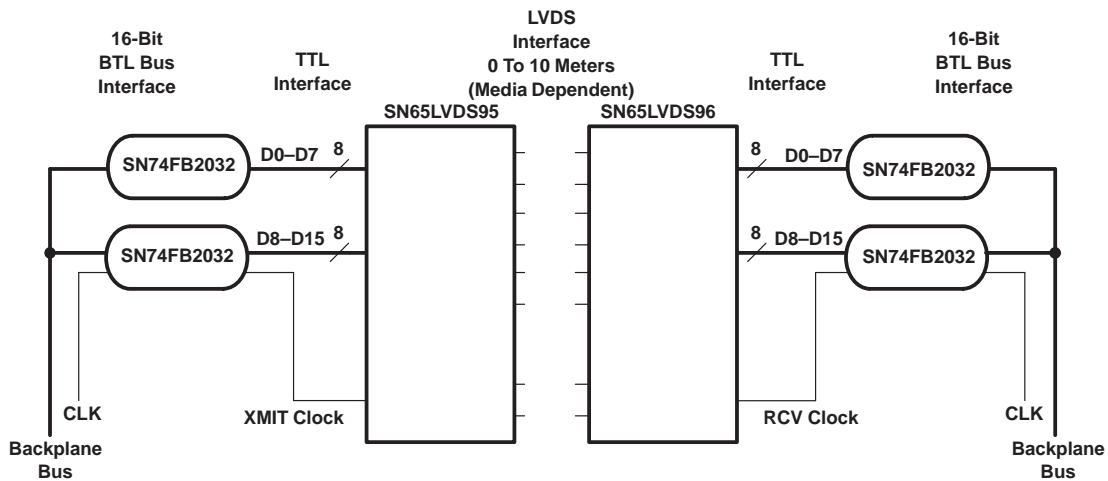 16-Bit
BTL Bus
Interface
TTL
Interface
LVDS
Interface
0 To 10 Meters
(Media Dependent)
TTL
Interface
16-Bit
BTL Bus
Interface
SN65LVDS95
SN65LVDS96
SN74FB2032
D0–D7
8
8
D0–D7
SN74FB2032
SN74FB2032
D8–D15
8
8
D8–D15
SN74FB2032
CLK
XMIT Clock
RCV Clock
CLK
Backplane
Bus
Backplane
Bus